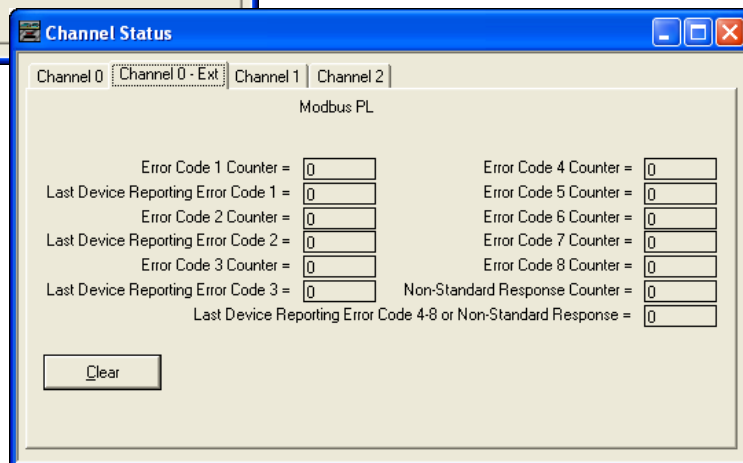 Channel Status
Channel 0 Channel 0 - Ext Channel 1 Channel 2
Modbus PL
Error Code 1 Counter = 0 Error Code 4 Counter = 0
Last Device Reporting Error Code 1 = 0 Error Code 5 Counter = 0
Error Code 2 Counter = 0 Error Code 6 Counter = 0
Last Device Reporting Error Code 2 = 0 Error Code 7 Counter = 0
Error Code 3 Counter = 0 Error Code 8 Counter = 0
Last Device Reporting Error Code 3 = 0 Non-Standard Response Counter = 0
Last Device Reporting Error Code 4-8 or Non-Standard Response = 0
Clear